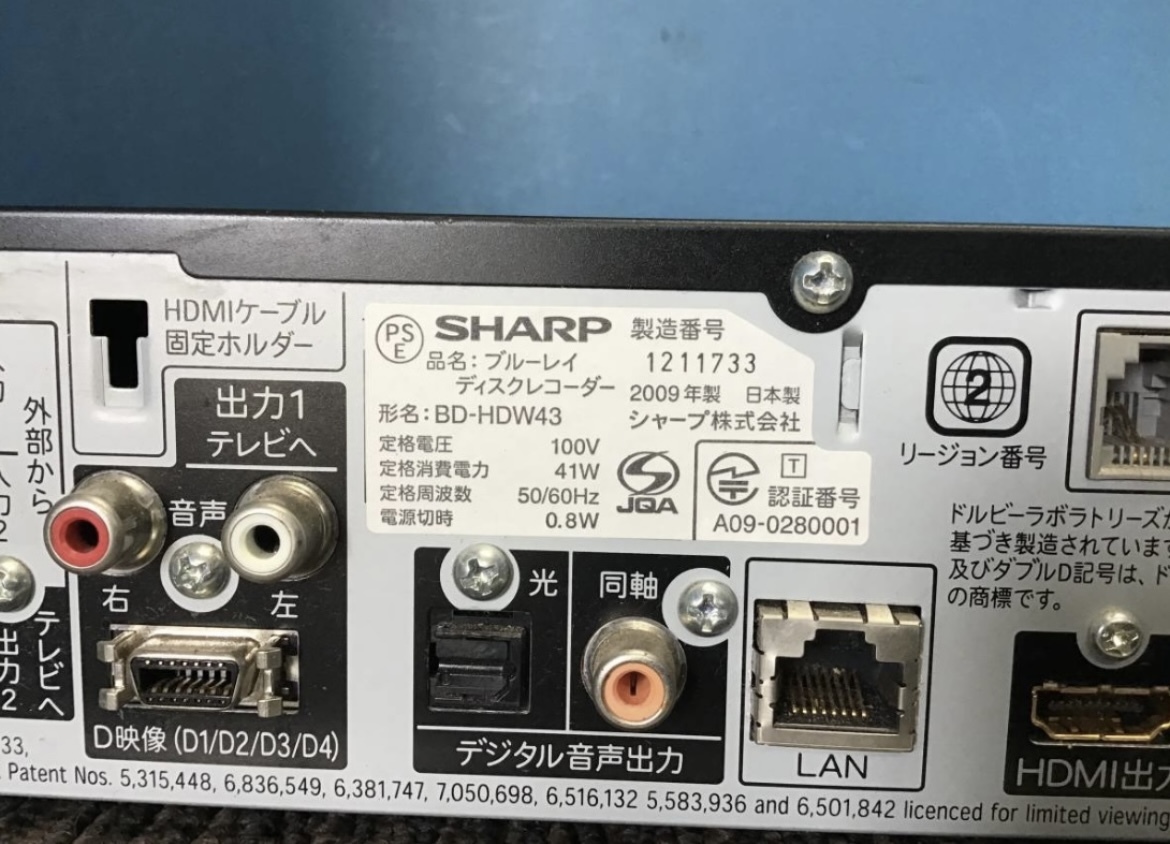 HDMIケーブル
固定ホルダー
出力1
テレビへ
音声
右
左
D映像(D1/D2/D3/D4)
外部から
テレビへ
PS
E
SHARP
製造番号
品名:ブルーレイ
ディスクレコーダー
1211733
2009年製 日本製
形名:BD-HDW43
シャープ株式会社
定格電圧 100V
定格消費電力 41W
定格周波数 50/60Hz
電源切時 0.8W
JQA
T
認証番号
A09-0280001
2
リージョン番号
ドルビーラボラトリーズ
基づき製造されています
及びダブルD記号は、ド
の商標です。
光
同軸
デジタル音声出力
LAN
HDMI出力
33,
Patent Nos. 5,315,448, 6,836,549, 6,381,747, 7,050,698, 6,516,132 5,583,936 and 6,501,842 licenced for limited viewing